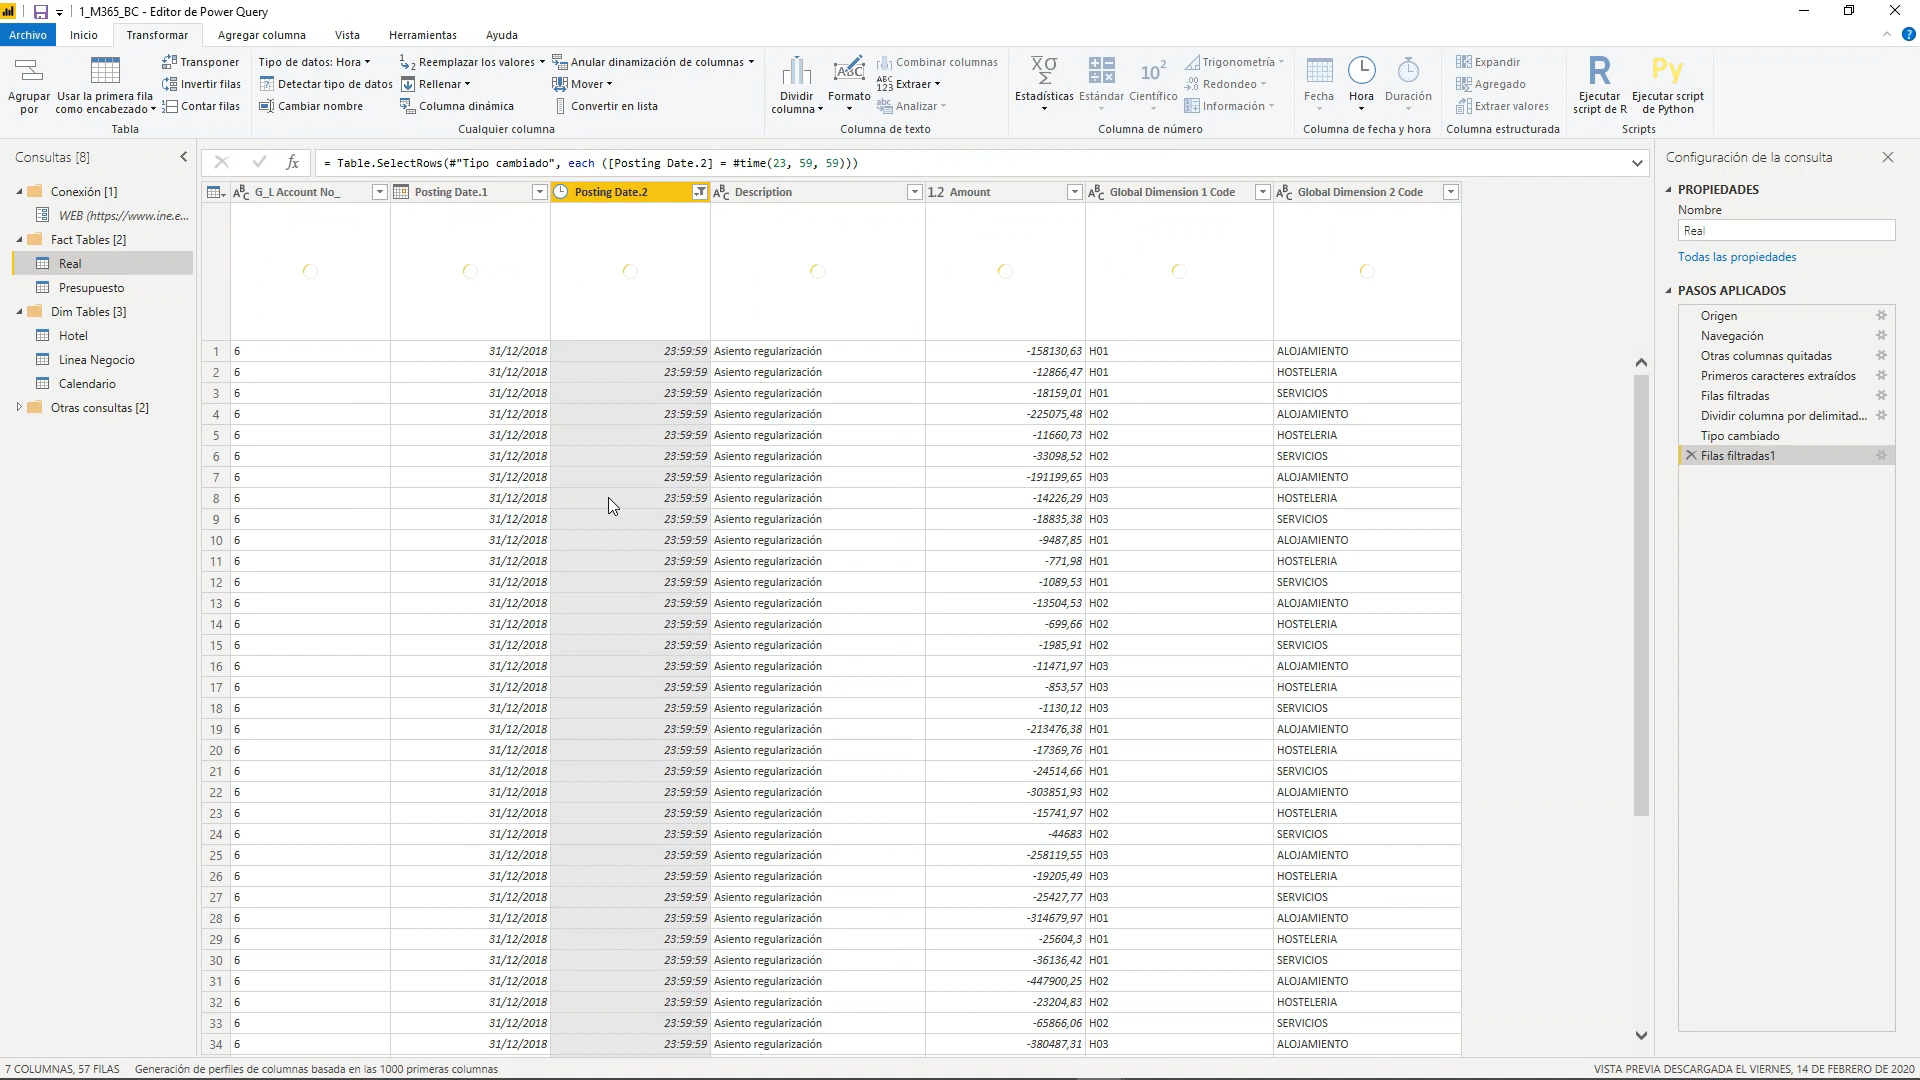 1_M365_BC - Editor de Power Query
Archivo Inicio Transformar Agregar columna Vista Herramientas Ayuda
Agrupar por
Usar la primera fila como encabezado
Transponer
Invertir filas
Contar filas
Tabla
Tipo de datos: Hora
Detectar tipo de datos
Cambiar nombre
Reemplazar los valores
Rellenar
Columna dinámica
Anular dinamización de columnas
Mover
Convertir en lista
Cualquier columna
Dividir columna
Formato
Combinar columnas
Extraer
Analizar
Columna de texto
Estadísticas
Estándar
Científico
Trigonometría
Redondeo
Información
Columna de número
Fecha
Hora
Duración
Columna de fecha y hora
Expandir
Agregado
Extraer valores
Columna estructurada
Ejecutar script de R
Ejecutar script de Python
Scripts
Consultas [8]
Conexión [1]
WEB (https://www.ine.e...
Fact Tables [2]
Real
Presupuesto
Dim Tables [3]
Hotel
Linea Negocio
Calendario
Otras consultas [2]
= Table.SelectRows(#"Tipo cambiado", each ([Posting Date.2] = #time(23, 59, 59)))
G_L Account No_ Posting Date.1 Posting Date.2 Description 1.2 Amount Global Dimension 1 Code Global Dimension 2 Code
1 6 31/12/2018 23:59:59 Asiento regularización -158130,63 H01 ALOJAMIENTO
2 6 31/12/2018 23:59:59 Asiento regularización -12866,47 H01 HOSTELERIA
3 6 31/12/2018 23:59:59 Asiento regularización -18159,01 H01 SERVICIOS
4 6 31/12/2018 23:59:59 Asiento regularización -225075,48 H02 ALOJAMIENTO
5 6 31/12/2018 23:59:59 Asiento regularización -11660,73 H02 HOSTELERIA
6 6 31/12/2018 23:59:59 Asiento regularización -33098,52 H02 SERVICIOS
7 6 31/12/2018 23:59:59 Asiento regularización -191199,65 H03 ALOJAMIENTO
8 6 31/12/2018 23:59:59 Asiento regularización -14226,29 H03 HOSTELERIA
9 6 31/12/2018 23:59:59 Asiento regularización -18835,38 H03 SERVICIOS
10 6 31/12/2018 23:59:59 Asiento regularización -9487,85 H01 ALOJAMIENTO
11 6 31/12/2018 23:59:59 Asiento regularización -771,98 H01 HOSTELERIA
12 6 31/12/2018 23:59:59 Asiento regularización -1089,53 H01 SERVICIOS
13 6 31/12/2018 23:59:59 Asiento regularización -13504,53 H02 ALOJAMIENTO
14 6 31/12/2018 23:59:59 Asiento regularización -699,66 H02 HOSTELERIA
15 6 31/12/2018 23:59:59 Asiento regularización -1985,91 H02 SERVICIOS
16 6 31/12/2018 23:59:59 Asiento regularización -11471,97 H03 ALOJAMIENTO
17 6 31/12/2018 23:59:59 Asiento regularización -853,57 H03 HOSTELERIA
18 6 31/12/2018 23:59:59 Asiento regularización -1130,12 H03 SERVICIOS
19 6 31/12/2018 23:59:59 Asiento regularización -213476,38 H01 ALOJAMIENTO
20 6 31/12/2018 23:59:59 Asiento regularización -17369,76 H01 HOSTELERIA
21 6 31/12/2018 23:59:59 Asiento regularización -24514,66 H01 SERVICIOS
22 6 31/12/2018 23:59:59 Asiento regularización -303851,93 H02 ALOJAMIENTO
23 6 31/12/2018 23:59:59 Asiento regularización -15741,97 H02 HOSTELERIA
24 6 31/12/2018 23:59:59 Asiento regularización -44683 H02 SERVICIOS
25 6 31/12/2018 23:59:59 Asiento regularización -258119,55 H03 ALOJAMIENTO
26 6 31/12/2018 23:59:59 Asiento regularización -19205,49 H03 HOSTELERIA
27 6 31/12/2018 23:59:59 Asiento regularización -25427,77 H03 SERVICIOS
28 6 31/12/2018 23:59:59 Asiento regularización -314679,97 H01 ALOJAMIENTO
29 6 31/12/2018 23:59:59 Asiento regularización -25604,3 H01 HOSTELERIA
30 6 31/12/2018 23:59:59 Asiento regularización -36136,42 H01 SERVICIOS
31 6 31/12/2018 23:59:59 Asiento regularización -447900,25 H02 ALOJAMIENTO
32 6 31/12/2018 23:59:59 Asiento regularización -23204,83 H02 HOSTELERIA
33 6 31/12/2018 23:59:59 Asiento regularización -65866,06 H02 SERVICIOS
34 6 31/12/2018 23:59:59 Asiento regularización -380487,31 H03 ALOJAMIENTO
Configuración de la consulta
PROPIEDADES
Nombre
Real
Todas las propiedades
PASOS APLICADOS
Origen
Navegación
Otras columnas quitadas
Primeros caracteres extraídos
Filas filtradas
Dividir columna por delimitad...
Tipo cambiado
Filas filtradas1
7 COLUMNAS, 57 FILAS Generación de perfiles de columnas basada en las 1000 primeras columnas
VISTA PREVIA DESCARGADA EL VIERNES, 14 DE FEBRERO DE 2020